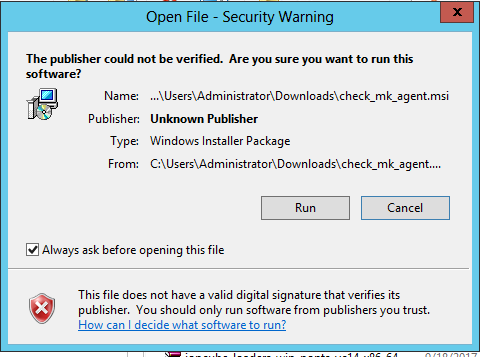 Open File - Security Warning
The publisher could not be verified. Are you sure you want to run this
software?
Name: ...\Users\Administrator\Downloads\check_mk_agent.msi
Publisher: Unknown Publisher
Type: Windows Installer Package
From: C:\Users\Administrator\Downloads\check_mk_agent....
Run Cancel
Always ask before opening this file
This file does not have a valid digital signature that verifies its
publisher. You should only run software from publishers you trust.
How can I decide what software to run?